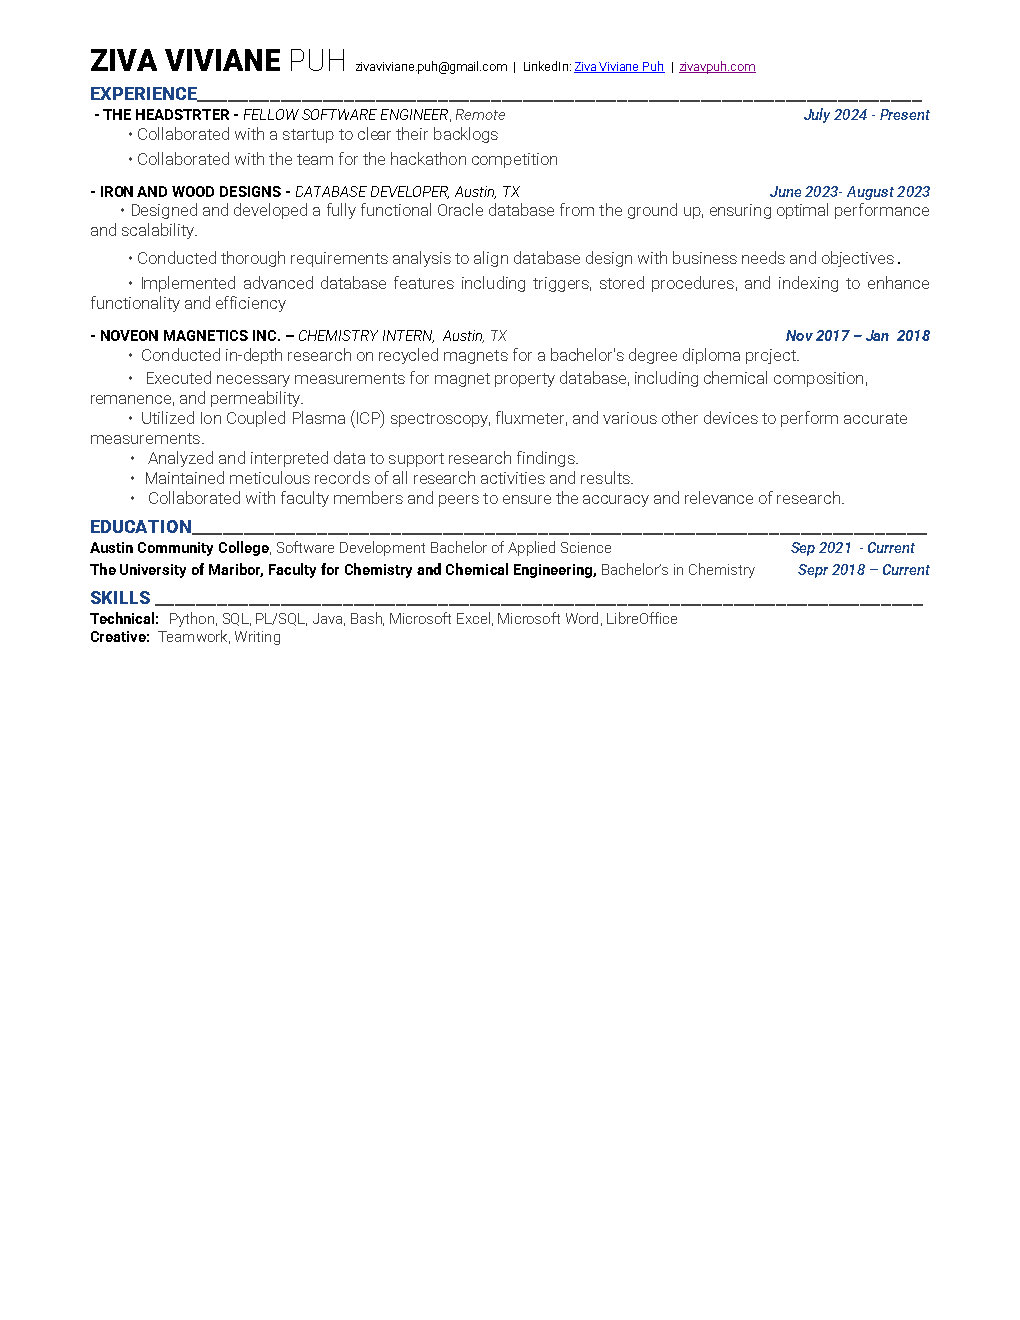 ZIVA VIVIANE PUH zivaviviane.puh@gmail.com | LinkedIn: Ziva Viviane Puh | zivavpuh.com
EXPERIENCE
- THE HEADSTRTER - FELLOW SOFTWARE ENGINEER, Remote July 2024 - Present
• Collaborated with a startup to clear their backlogs
• Collaborated with the team for the hackathon competition
- IRON AND WOOD DESIGNS - DATABASE DEVELOPER, Austin, TX June 2023- August 2023
• Designed and developed a fully functional Oracle database from the ground up, ensuring optimal performance
and scalability.
• Conducted thorough requirements analysis to align database design with business needs and objectives.
• Implemented advanced database features including triggers, stored procedures, and indexing to enhance
functionality and efficiency
- NOVEON MAGNETICS INC. – CHEMISTRY INTERN, Austin, TX Nov 2017 – Jan 2018
• Conducted in-depth research on recycled magnets for a bachelor's degree diploma project.
• Executed necessary measurements for magnet property database, including chemical composition,
remanence, and permeability.
• Utilized Ion Coupled Plasma (ICP) spectroscopy, fluxmeter, and various other devices to perform accurate
measurements.
• Analyzed and interpreted data to support research findings.
• Maintained meticulous records of all research activities and results.
• Collaborated with faculty members and peers to ensure the accuracy and relevance of research.
EDUCATION
Austin Community College, Software Development Bachelor of Applied Science Sep 2021 - Current
The University of Maribor, Faculty for Chemistry and Chemical Engineering, Bachelor's in Chemistry Sepr 2018 – Current
SKILLS
Technical: Python, SQL, PL/SQL, Java, Bash, Microsoft Excel, Microsoft Word, LibreOffice
Creative: Teamwork, Writing